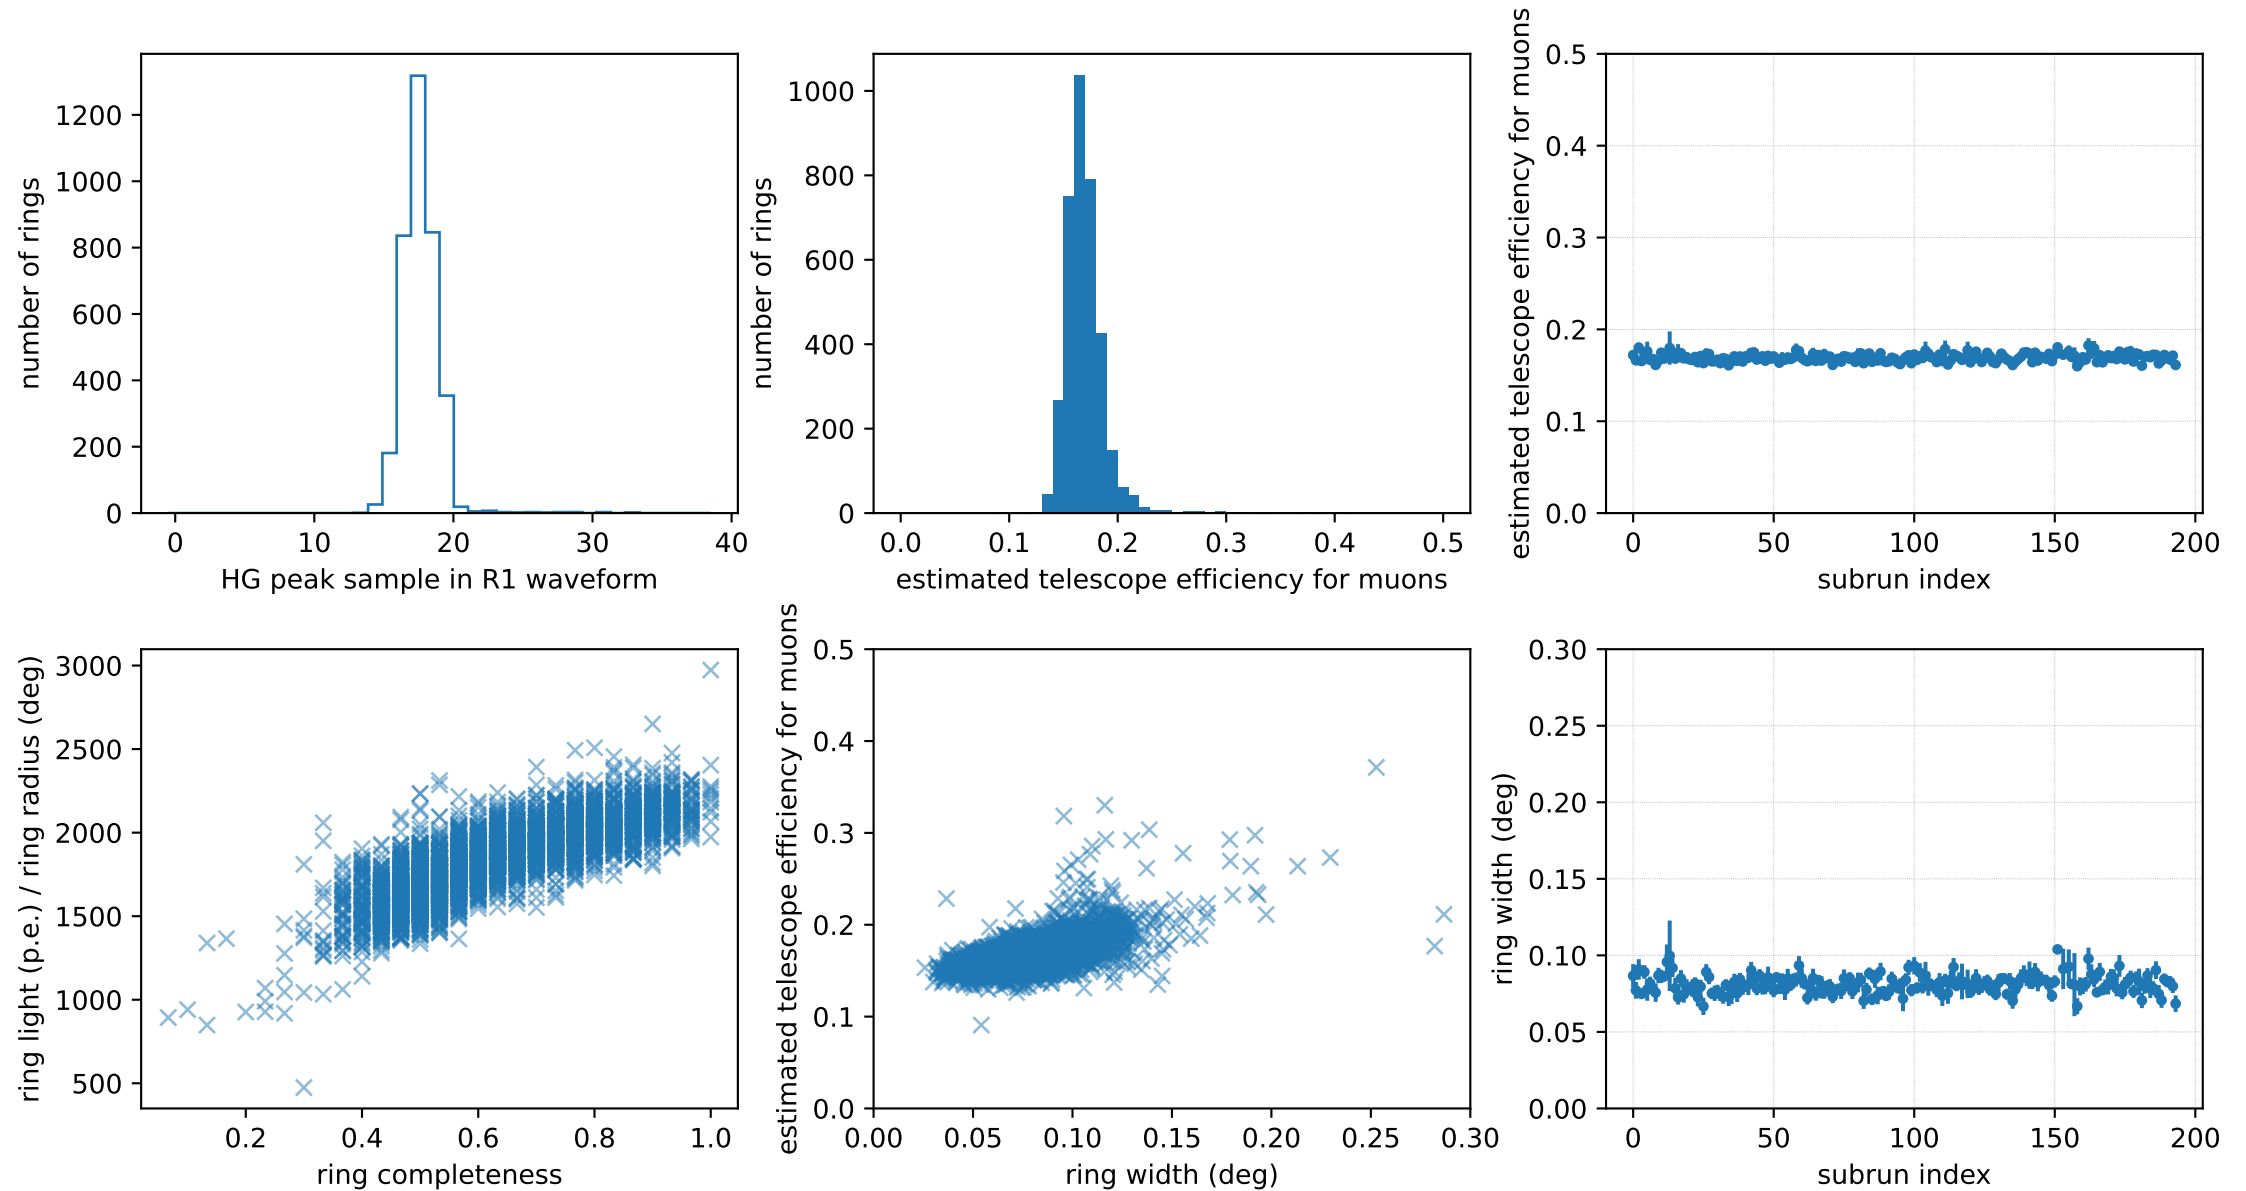 number of rings
1200
1000
800
600
400
200
0
0 10 20 30 40
HG peak sample in R1 waveform
number of rings
1000
800
600
400
200
0
0.0 0.1 0.2 0.3 0.4 0.5
estimated telescope efficiency for muons
estimated telescope efficiency for muons
0.5
0.4
0.3
0.2
0.1
0.0
0 50 100 150 200
subrun index
ring light (p.e.) / ring radius (deg)
3000
2500
2000
1500
1000
500
0.2 0.4 0.6 0.8 1.0
ring completeness
estimated telescope efficiency for muons
0.5
0.4
0.3
0.2
0.1
0.0
0.00 0.05 0.10 0.15 0.20 0.25 0.30
ring width (deg)
ring width (deg)
0.30
0.25
0.20
0.15
0.10
0.05
0.00
0 50 100 150 200
subrun index